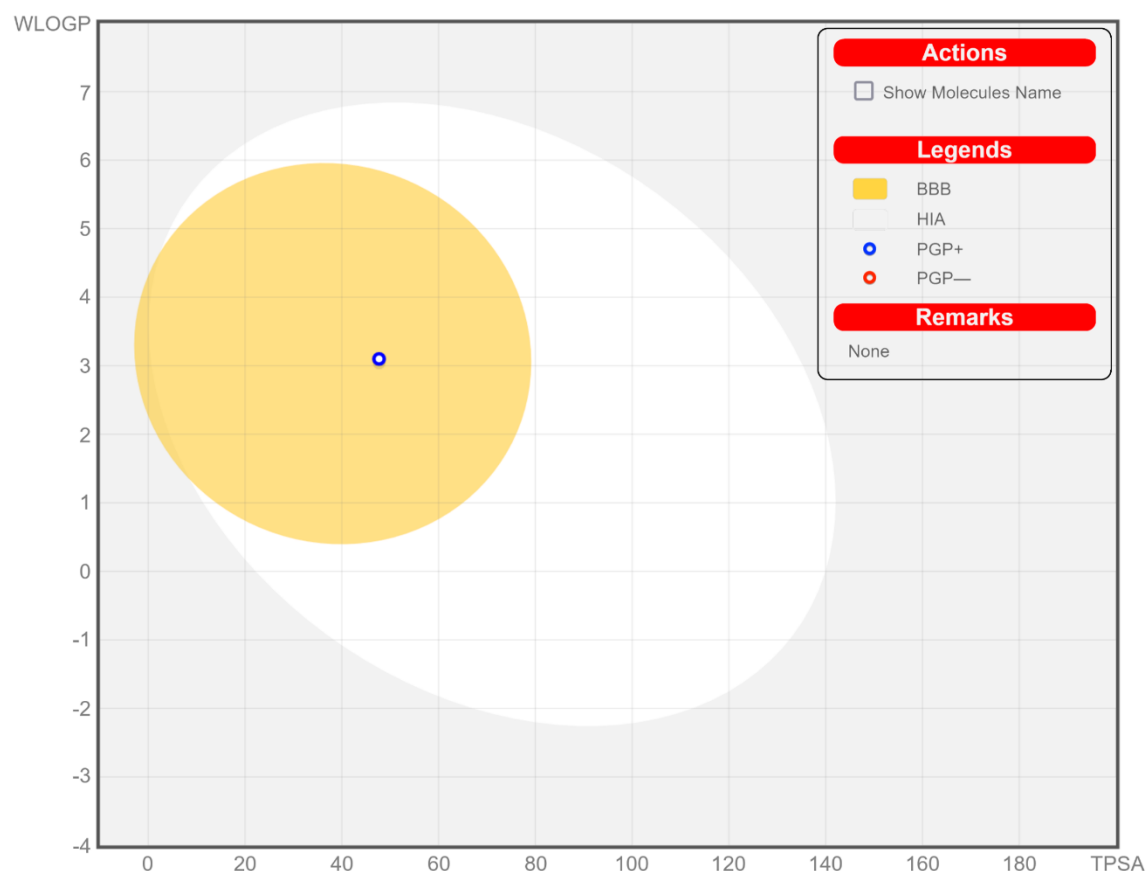 WLOGP
7
6
5
4
3
2
1
0
-1
-2
-3
-4
0 20 40 60 80 100 120 140 160 180 TPSA
Actions
Show Molecules Name
Legends
BBB
HIA
PGP+
PGP—
Remarks
None